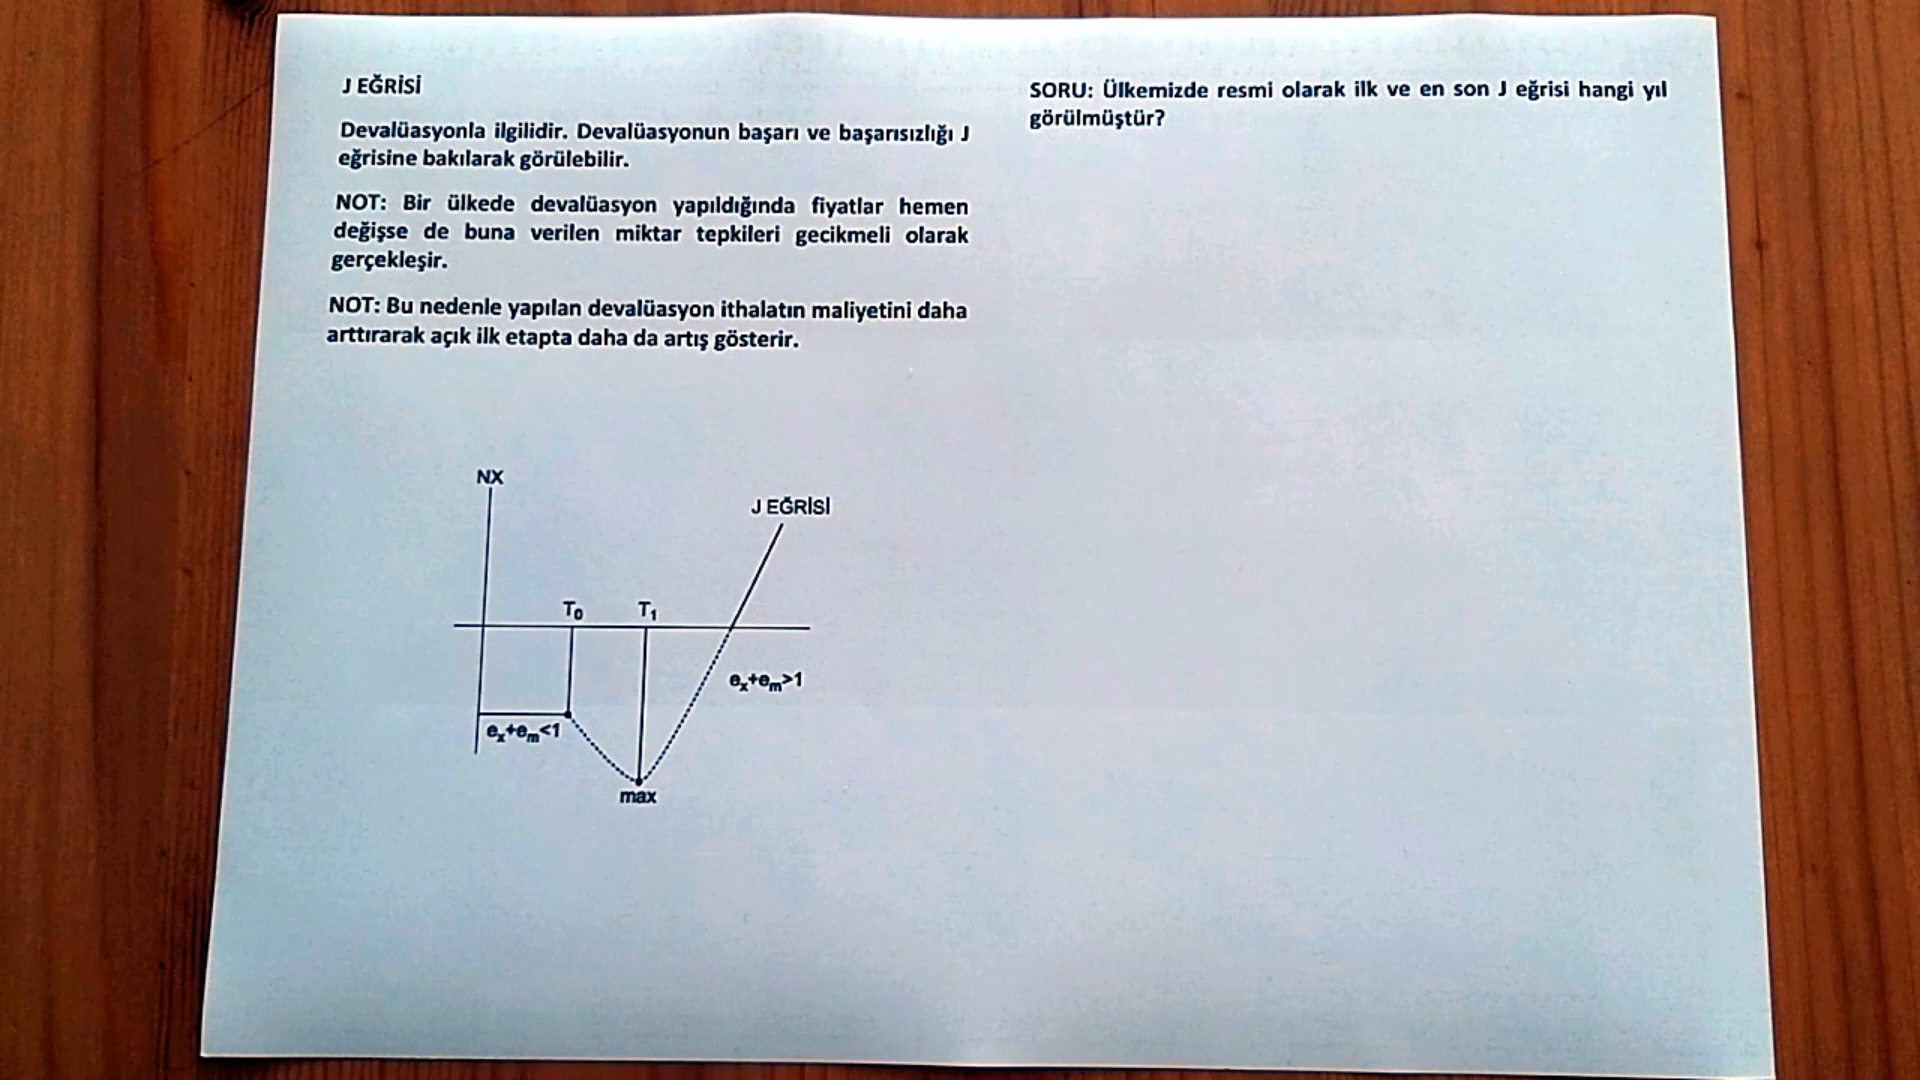 J EĞRİSİ
Devalüasyonla ilgilidir. Devalüasyonun başarı ve başarısızlığı J
eğrisine bakılarak görülebilir.
NOT: Bir ülkede devalüasyon yapıldığında fiyatlar hemen
değişse de buna verilen miktar tepkileri gecikmeli olarak
gerçekleşir.
NOT: Bu nedenle yapılan devalüasyon ithalatın maliyetini daha
arttırarak açık ilk etapta daha da artış gösterir.
NX
J EĞRİSİ
T₀ T₁
eₓ+eₘ>1
eₓ+eₘ<1
max
SORU: Ülkemizde resmi olarak ilk ve en son J eğrisi hangi yıl
görülmüştür?